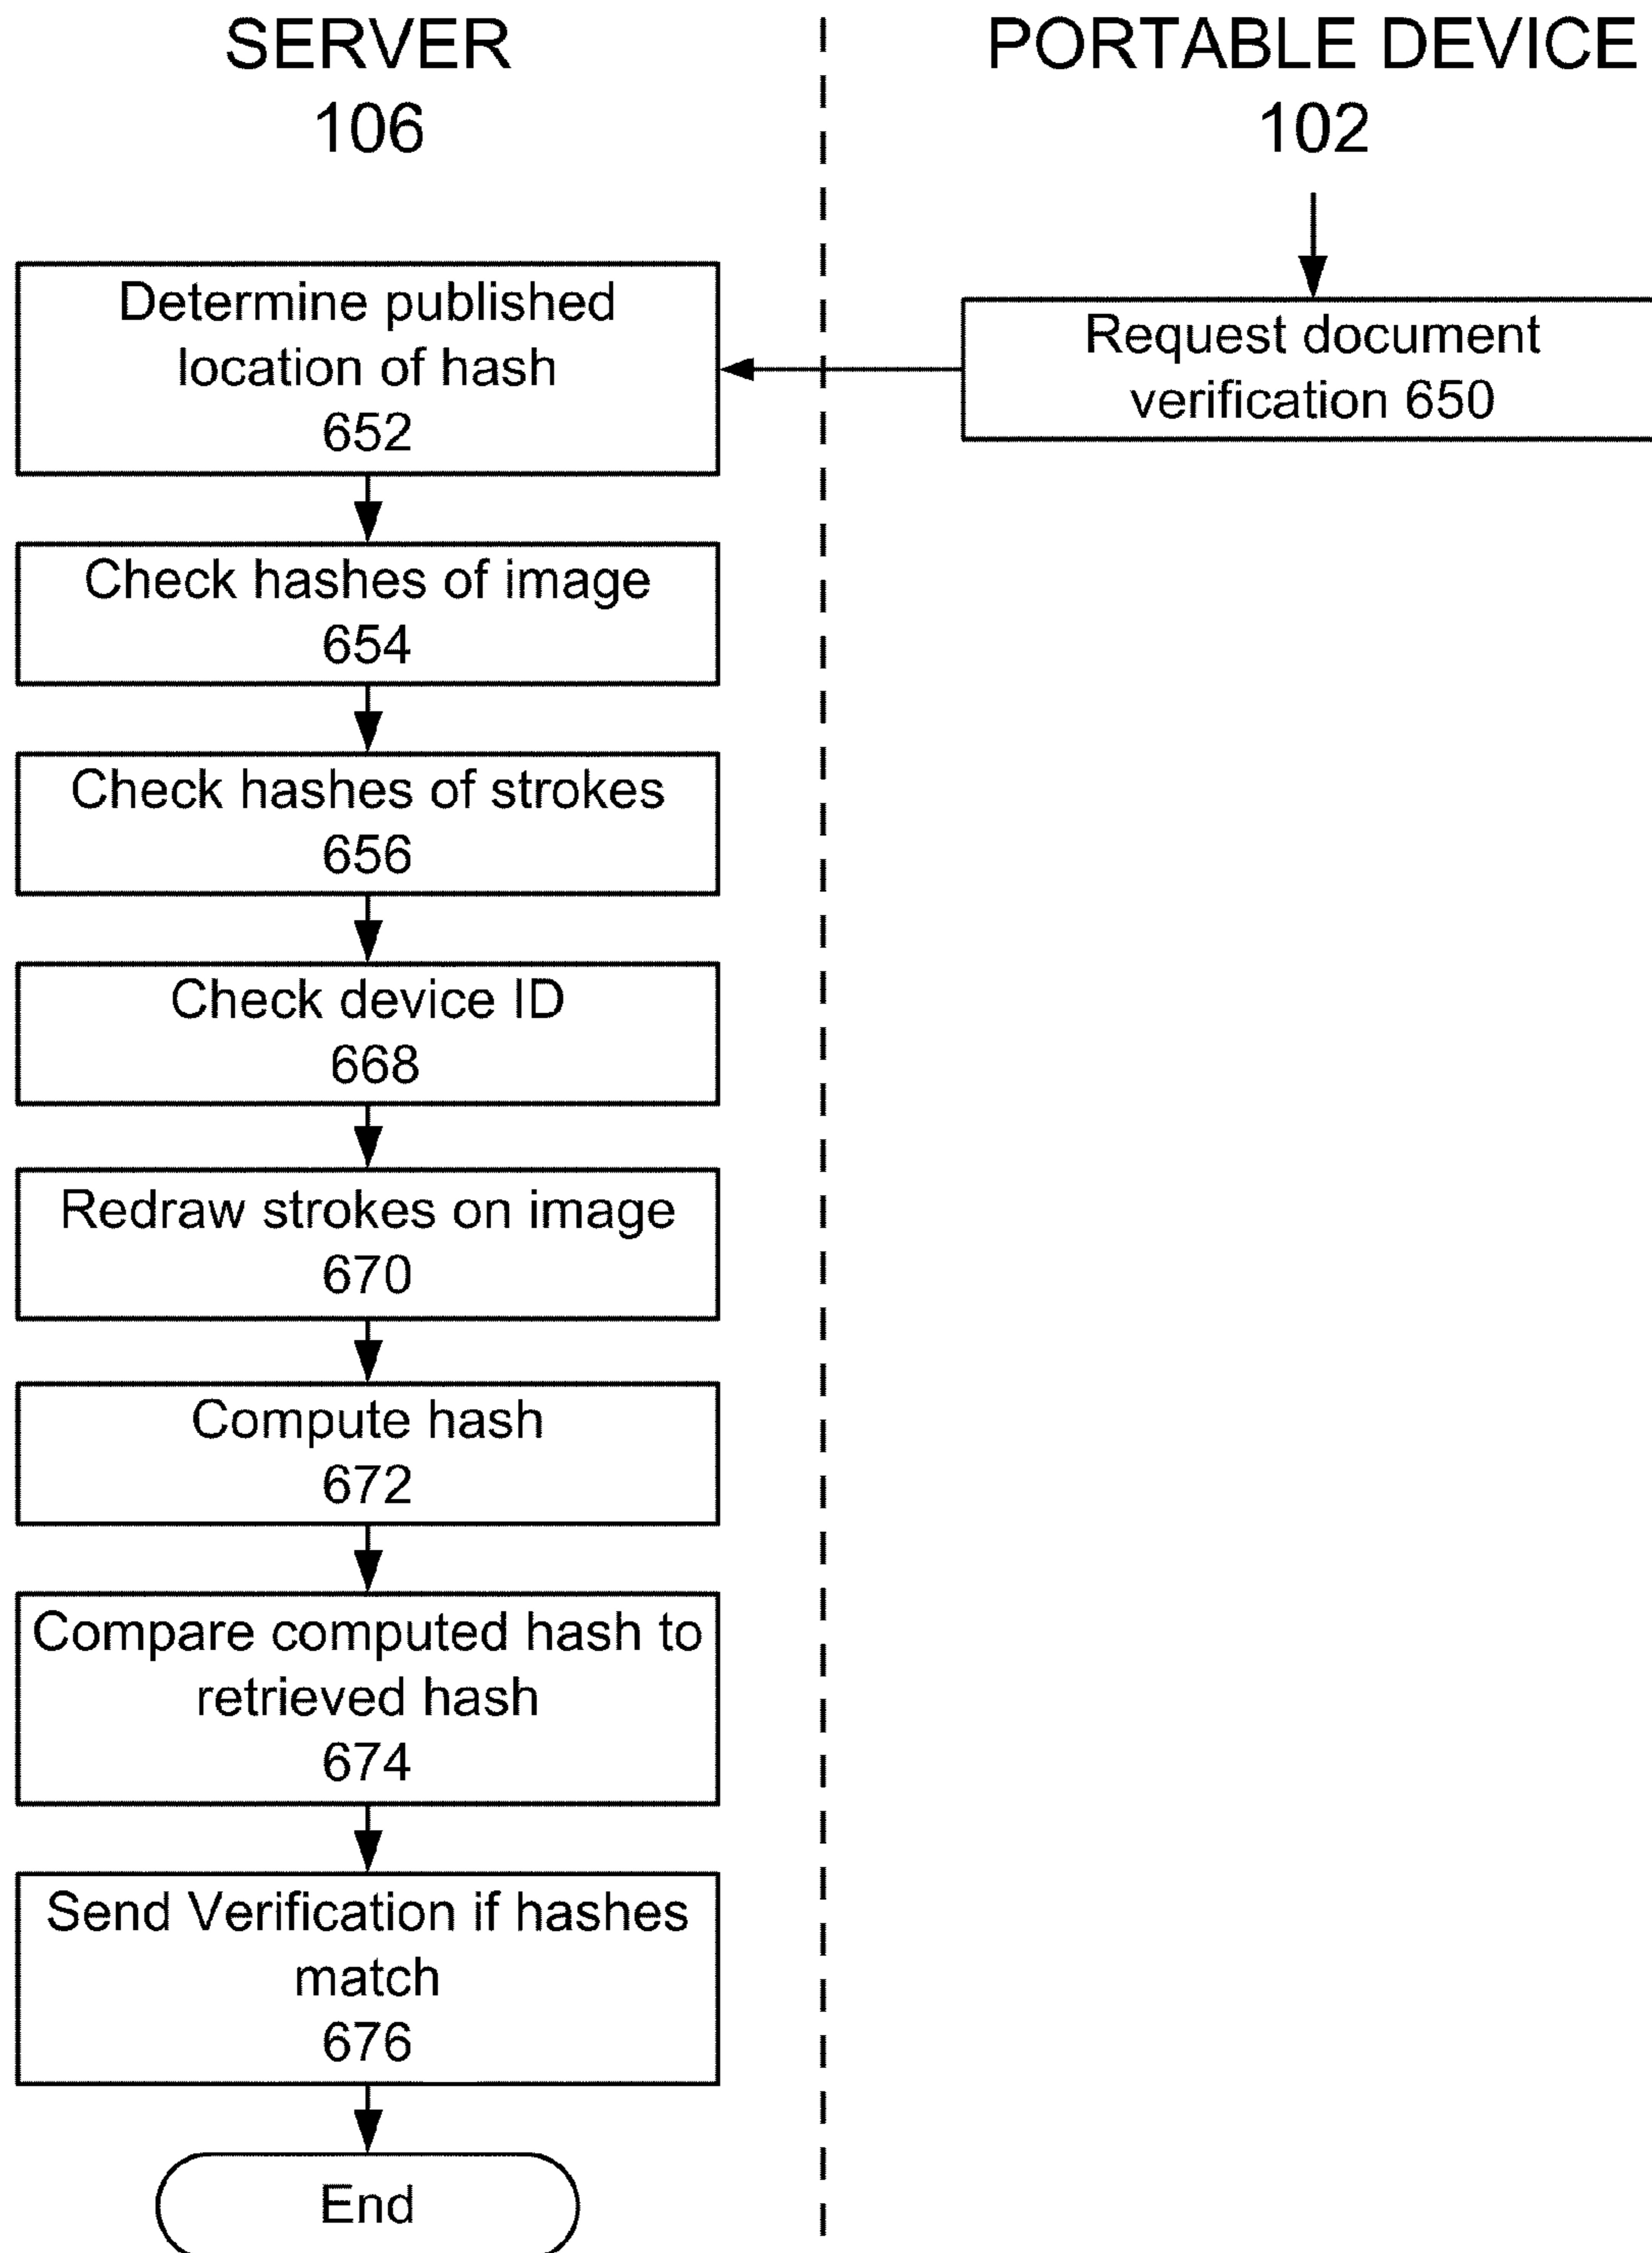 SERVER
106
PORTABLE DEVICE
102
Request document
verification 650
Determine published
location of hash
652
Check hashes of image
654
Check hashes of strokes
656
Check device ID
668
Redraw strokes on image
670
Compute hash
672
Compare computed hash to
retrieved hash
674
Send Verification if hashes
match
676
End